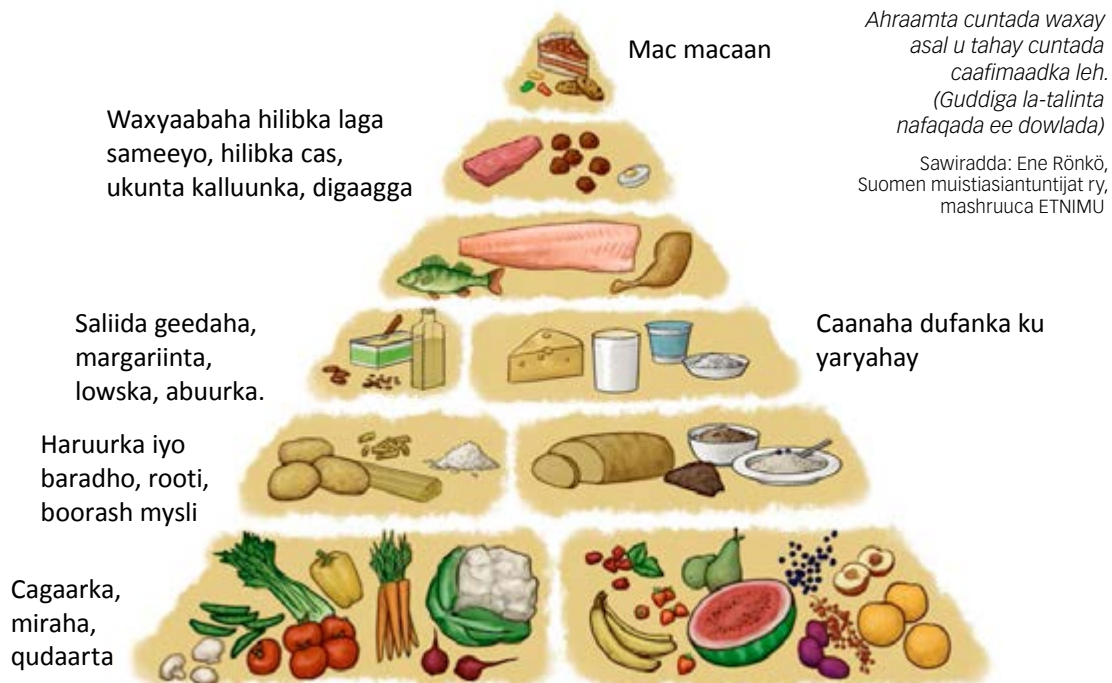 Mac macaan
Ahraamta cuntada waxay
asal u tahay cuntada
caafimaadka leh.
(Guddiga la-talinta
nafaqada ee dowlada)
Sawiradda: Ene Rönkö,
Suomen muistiasiantuntijat ry,
mashruuca ETNIMU
Waxyaabaha hilibka laga
sameeyo, hilibka cas,
ukunta kalluunka, digaagga
Saliida geedaha,
margariinta,
lowska, abuurka.
Caanaha dufanka ku
yaryahay
Haruurka iyo
baradho, rooti,
boorash mysli
Cagaarka,
miraha,
qudaarta